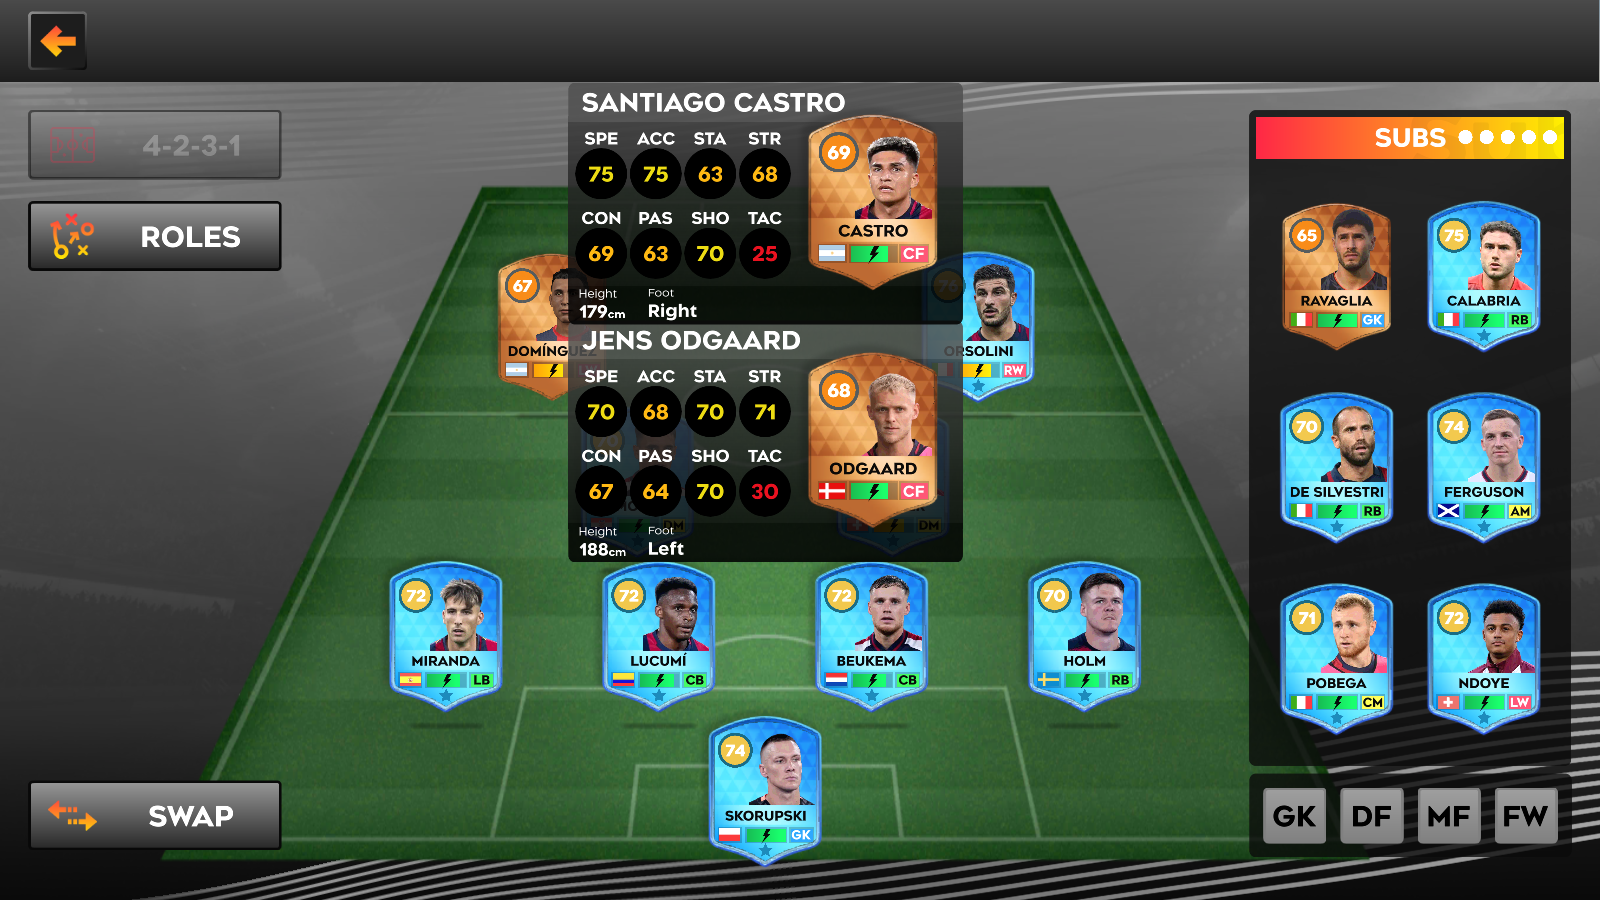 4-2-3-1
ROLES
SWAP
SANTIAGO CASTRO
SPE ACC STA STR
75 75 63 68
CON PAS SHO TAC
69 63 70 25
Height Foot
179cm Right
69
CASTRO
CF
JENS ODGAARD
SPE ACC STA STR
70 68 70 71
CON PAS SHO TAC
67 64 70 30
Height Foot
188cm Left
68
ODGAARD
CF
67
DOMÍNGUEZ
ORSOLINI
RW
DM
DM
72
MIRANDA
LB
72
LUCUMÍ
CB
72
BEUKEMA
CB
70
HOLM
RB
74
SKORUPSKI
GK
SUBS
65
RAVAGLIA
GK
75
CALABRIA
RB
70
DE SILVESTRI
RB
74
FERGUSON
AM
71
POBEGA
CM
72
NDOYE
LW
GK DF MF FW